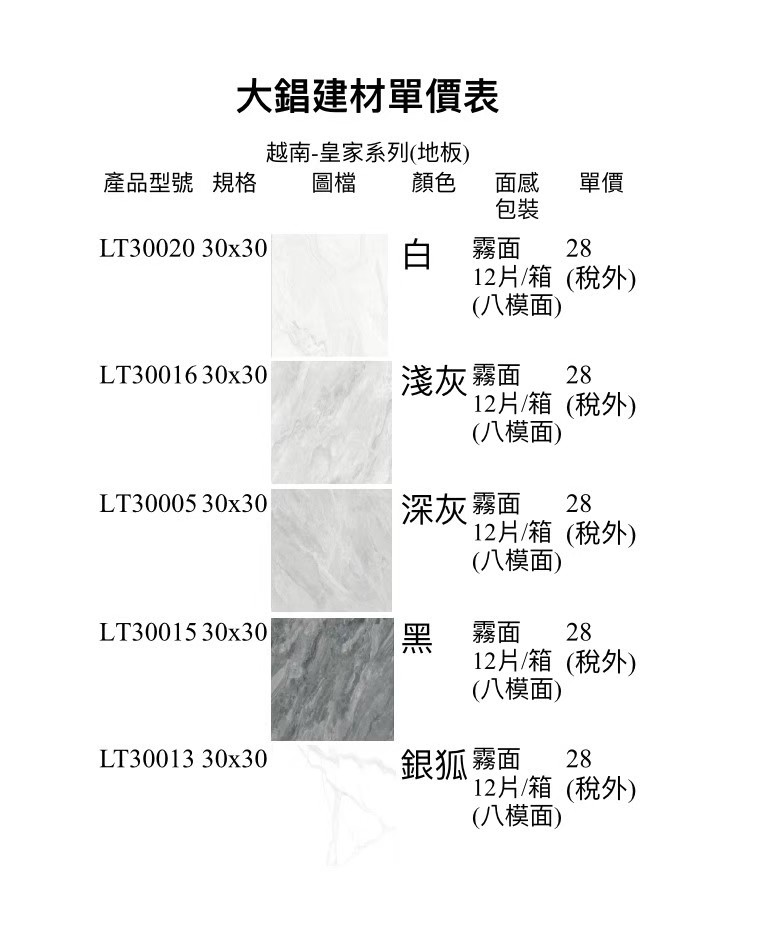 大錩建材單價表
越南-皇家系列(地板)
產品型號 規格 圖檔 顏色 面感 單價
包裝
LT30020 30x30 白 霧面 28
12片/箱 (稅外)
(八模面)
LT30016 30x30 淺灰 霧面 28
12片/箱 (稅外)
(八模面)
LT30005 30x30 深灰 霧面 28
12片/箱 (稅外)
(八模面)
LT30015 30x30 黑 霧面 28
12片/箱 (稅外)
(八模面)
LT30013 30x30 銀狐 霧面 28
12片/箱 (稅外)
(八模面)